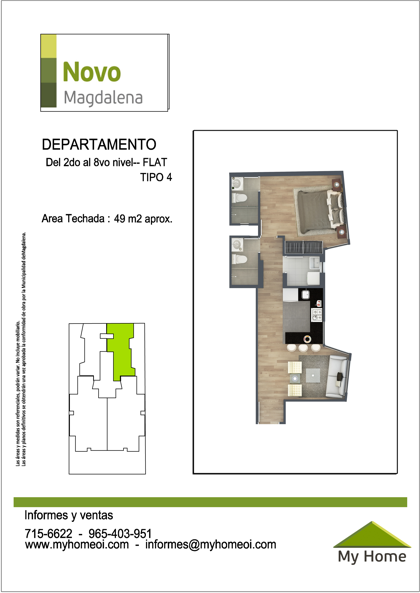 Novo
Magdalena
DEPARTAMENTO
Del 2do al 8vo nivel-- FLAT
TIPO 4
Area Techada : 49 m2 aprox.
Las áreas y medidas son referenciales, podrán variar. No incluye mobiliario.
Las áreas y planos definitivos se obtendrán una vez aprobada la conformidad de obra por la Municipalidad deMagdalena.
Informes y ventas
715-6622 - 965-403-951
www.myhomeoi.com - informes@myhomeoi.com
My Home